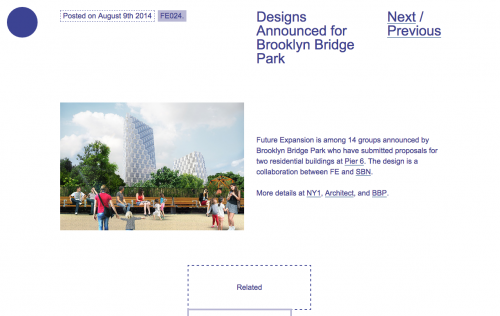 Posted on August 9th 2014 FE024.
Designs
Announced for
Brooklyn Bridge
Park
Next /
Previous
Future Expansion is among 14 groups announced by
Brooklyn Bridge Park who have submitted proposals for
two residential buildings at Pier 6. The design is a
collaboration between FE and SBN.
More details at NY1, Architect, and BBP.
Related